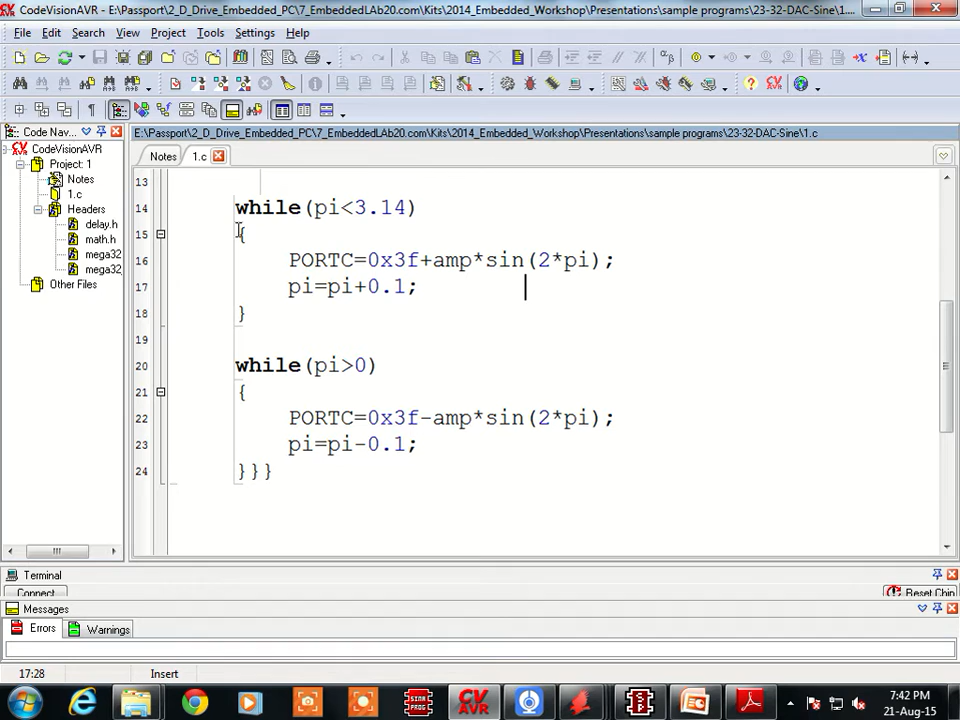 CodeVisionAVR - E:\Passport\2_D_Drive_Embedded_PC\7_EmbeddedLAb20.com\Kits\2014_Embedded_Workshop\Presentations\sample programs\23-32-DAC-Sine\1....
File Edit Search View Project Tools Settings Help
Code Nav...
E:\Passport\2_D_Drive_Embedded_PC\7_EmbeddedLAb20.com\Kits\2014_Embedded_Workshop\Presentations\sample programs\23-32-DAC-Sine\1.c
CodeVisionAVR
Project: 1
Notes
1.c
Headers
delay.h
math.h
mega32
mega32_
Other Files
Notes 1.c
13
14 while(pi<3.14)
15 {
16 PORTC=0x3f+amp*sin(2*pi);
17 pi=pi+0.1;
18 }
19
20 while(pi>0)
21 {
22 PORTC=0x3f-amp*sin(2*pi);
23 pi=pi-0.1;
24 }}}
Terminal
Connect Reset Chip
Messages
Errors Warnings
17:28 Insert
SINA PROG
CV AVR
7:42 PM
21-Aug-15